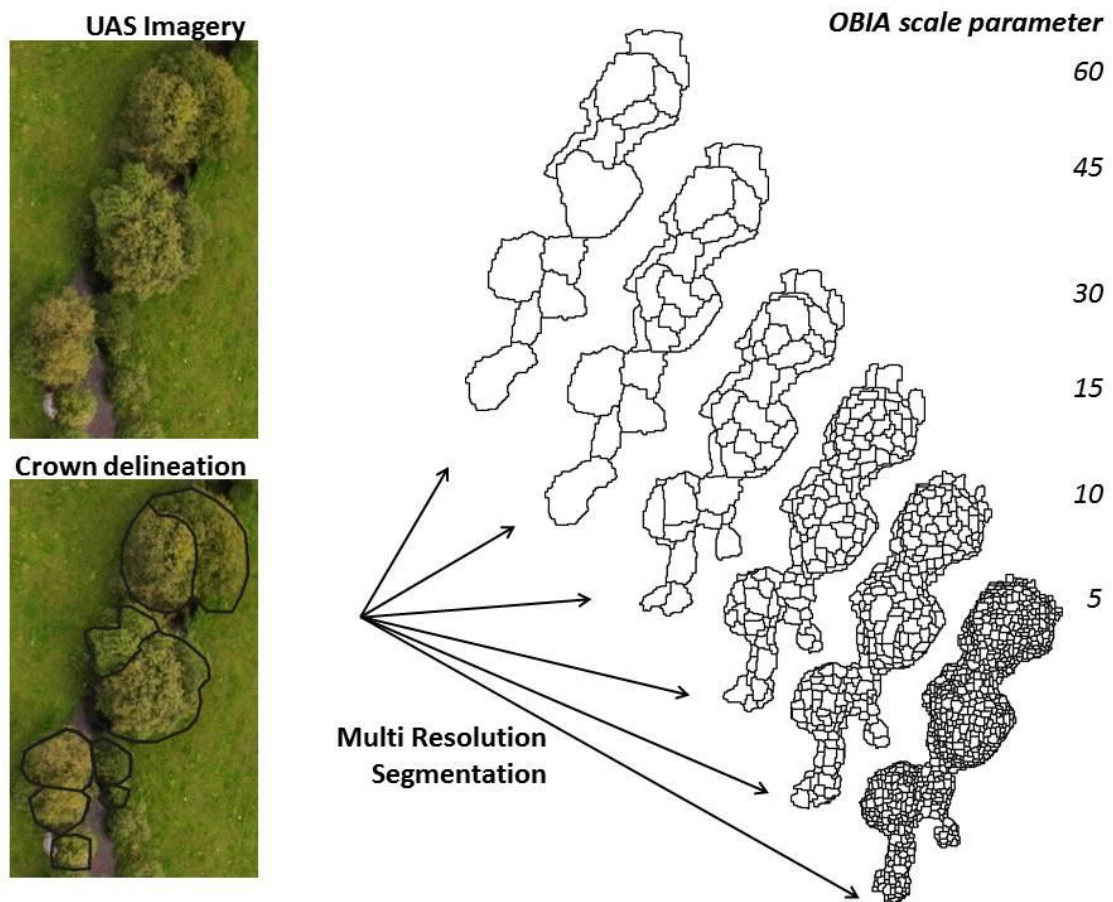 UAS Imagery
OBIA scale parameter
60
45
30
15
10
5
Crown delineation
Multi Resolution
Segmentation